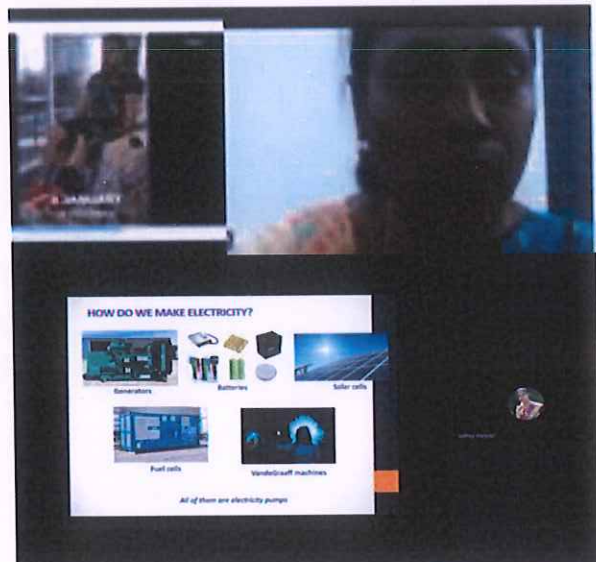 JANUARY
HOW DO WE MAKE ELECTRICITY?
Generators
Batteries
Solar cells
Fuel cells
VandeGraaff machines
All of them are electricity pumps